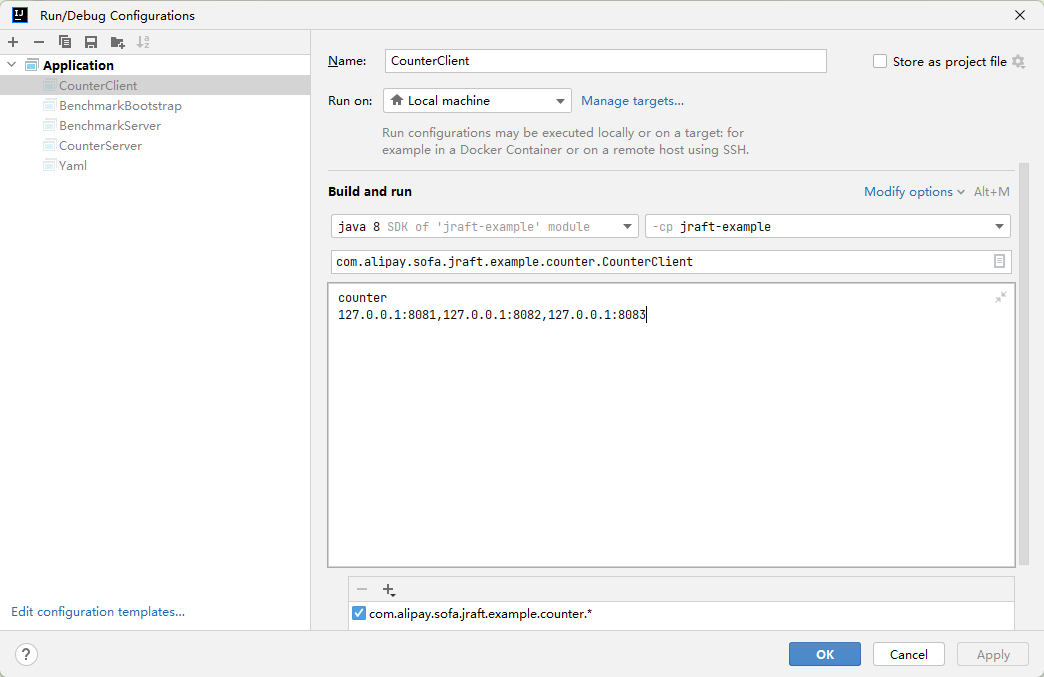 Run/Debug Configurations
Application
CounterClient
BenchmarkBootstrap
BenchmarkServer
CounterServer
Yaml
Edit configuration templates...
Name: CounterClient Store as project file
Run on: Local machine Manage targets...
Run configurations may be executed locally or on a target: for
example in a Docker Container or on a remote host using SSH.
Build and run Modify options Alt+M
java 8 SDK of 'jraft-example' module -cp jraft-example
com.alipay.sofa.jraft.example.counter.CounterClient
counter
127.0.0.1:8081,127.0.0.1:8082,127.0.0.1:8083
com.alipay.sofa.jraft.example.counter.*
? OK Cancel Apply